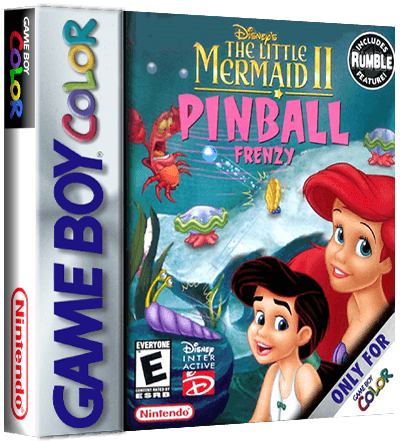 GAME BOY
COLOR
Nintendo
GAME BOY COLOR
DISNEY'S
THE LITTLE
MERMAID II
PINBALL
FRENZY
INCLUDES
RUMBLE
FEATURE!
EVERYONE
E
CONTENT RATED BY
ESRB
DISNEY
INTER
ACTIVE
D
Nintendo
ONLY FOR
GAME BOY
COLOR